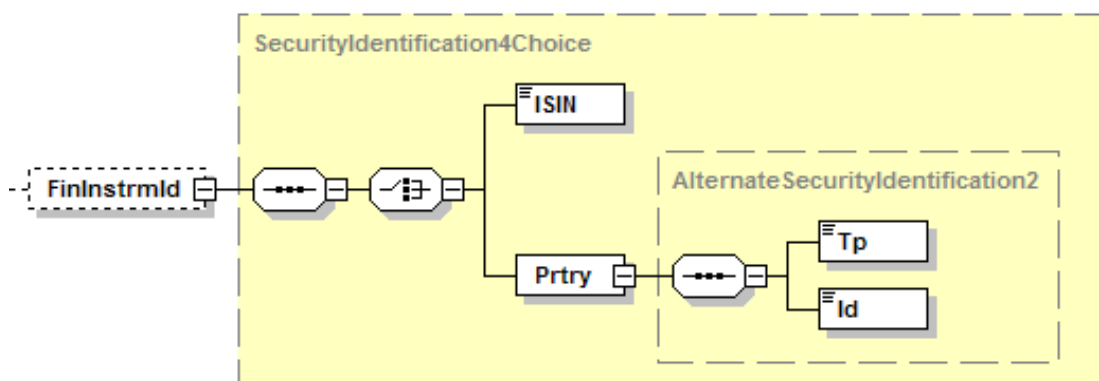 SecurityIdentification4Choice
ISIN
FinInstrmId
AlternateSecurityIdentification2
Tp
Prtry
Id